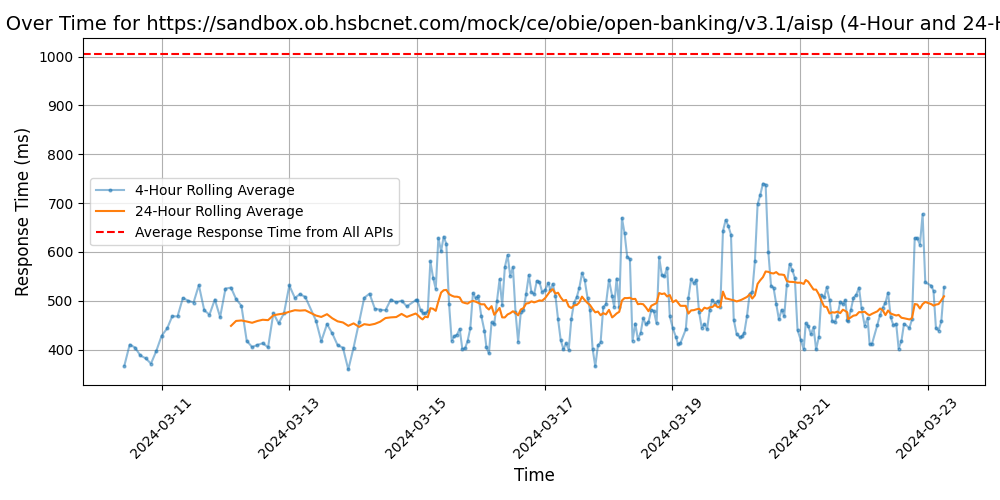 Over Time for https://sandbox.ob.hsbcnet.com/mock/ce/obie/open-banking/v3.1/aisp (4-Hour and 24-H
1000
900
800
700
600
500
400
Response Time (ms)
4-Hour Rolling Average
24-Hour Rolling Average
Average Response Time from All APIs
2024-03-11
2024-03-13
2024-03-15
2024-03-17
2024-03-19
2024-03-21
2024-03-23
Time